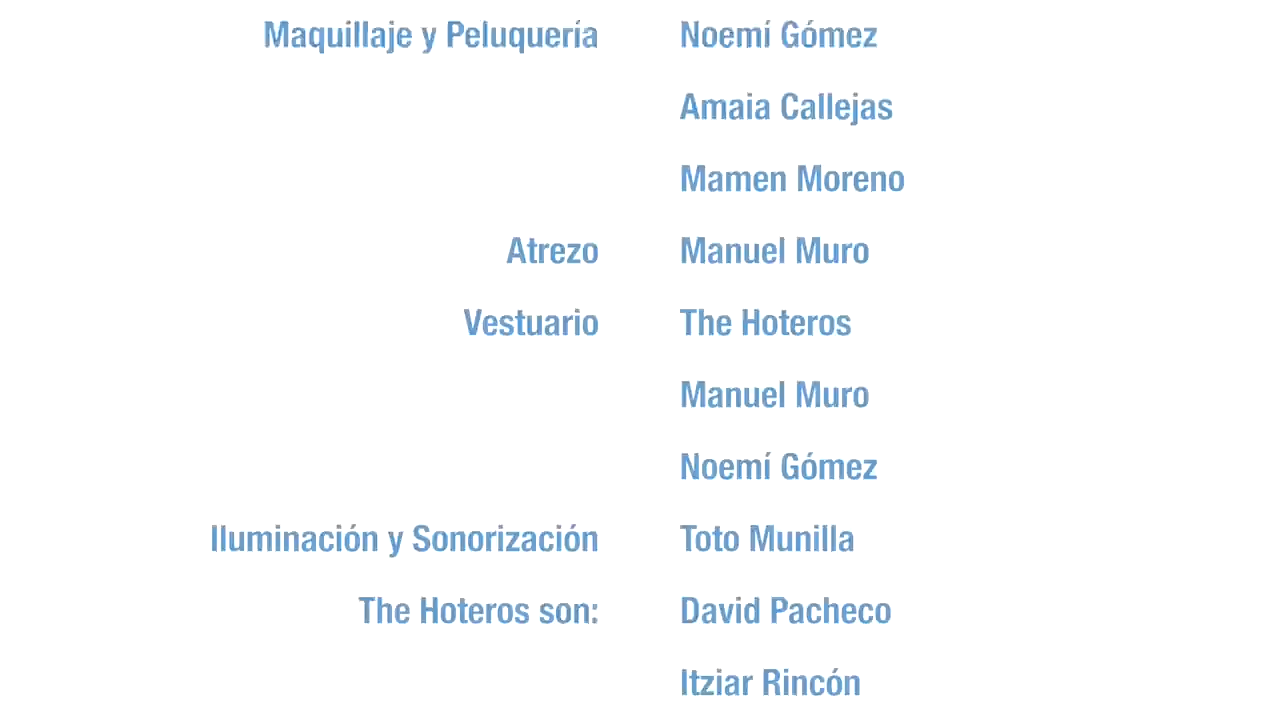 Maquillaje y Peluquería Noemí Gómez
Amaia Callejas
Mamen Moreno
Atrezo Manuel Muro
Vestuario The Hoteros
Manuel Muro
Noemí Gómez
Iluminación y Sonorización Toto Munilla
The Hoteros son: David Pacheco
Itziar Rincón